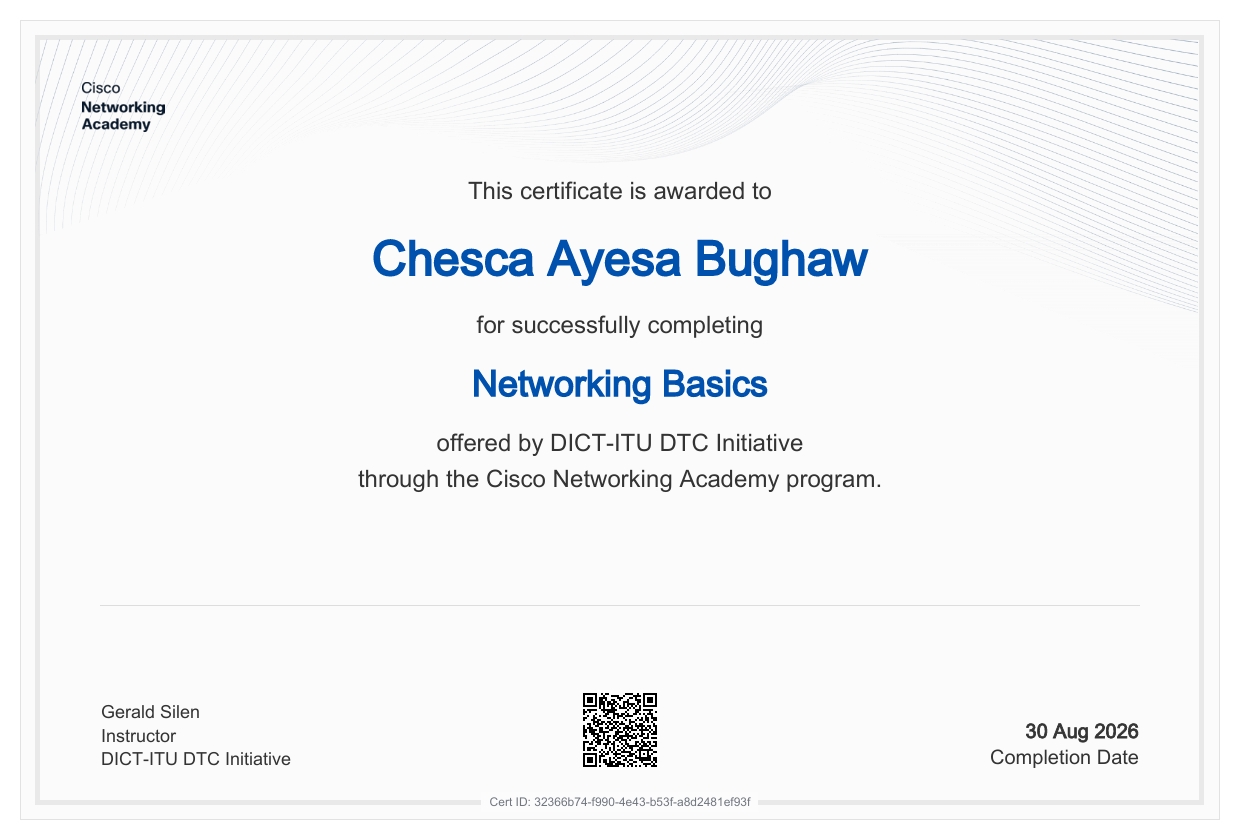 Cisco
Networking
Academy
This certificate is awarded to
Chesca Ayesa Bughaw
for successfully completing
Networking Basics
offered by DICT-ITU DTC Initiative
through the Cisco Networking Academy program.
Gerald Silen
Instructor
DICT-ITU DTC Initiative
30 Aug 2026
Completion Date
Cert ID: 32366b74-f990-4e43-b53f-a8d2481ef93f